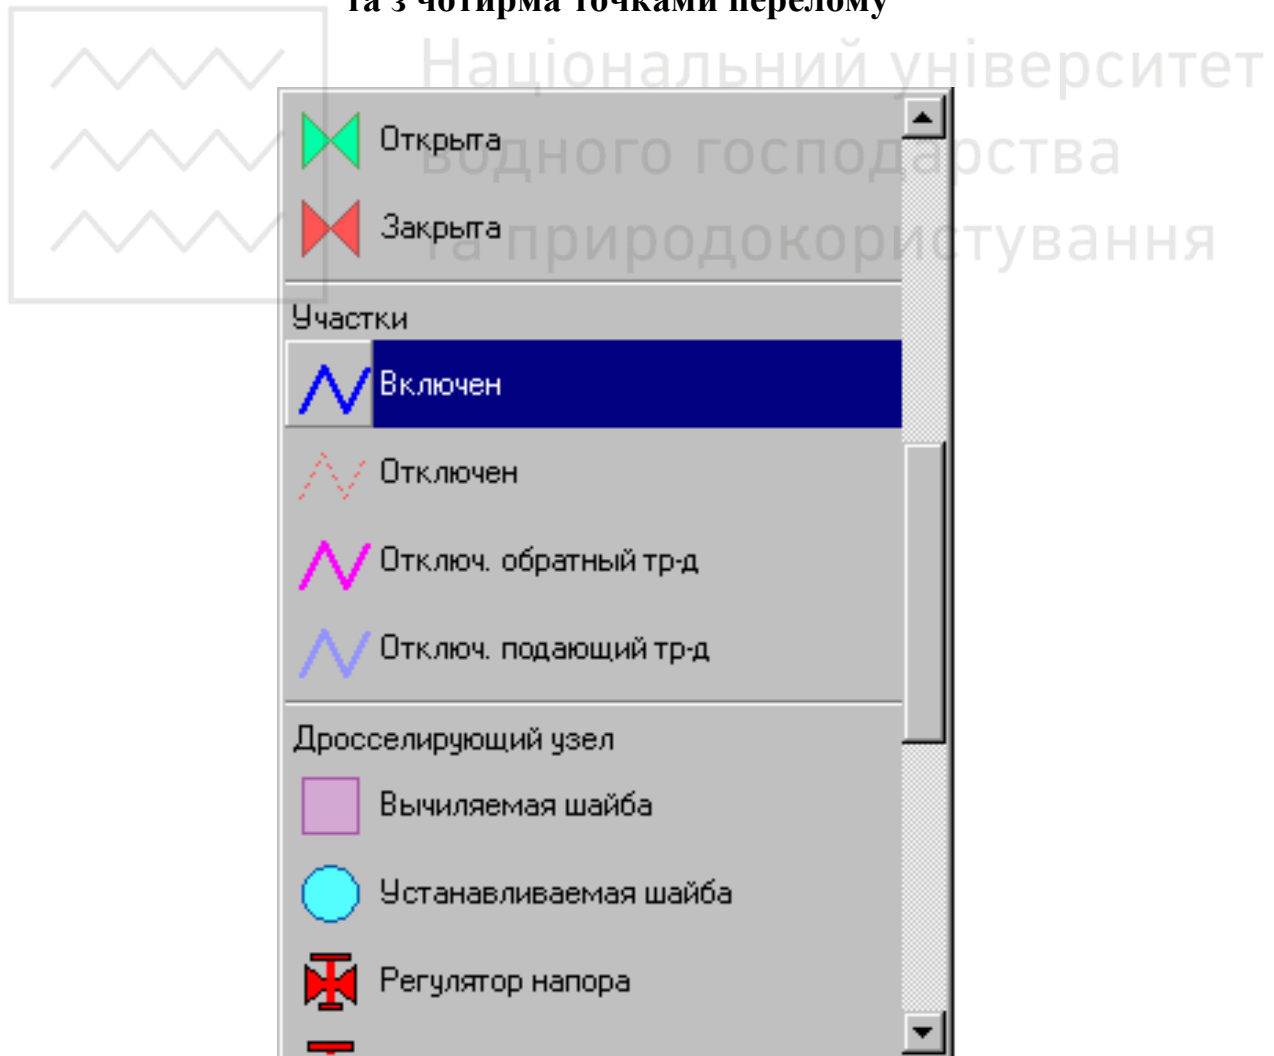 та з чотирма точками перелому
Національний університет
водного господарства
та природокористування
Открыта
Закрыта
Участки
Включен
Отключен
Отключ. обратный тр-д
Отключ. подающий тр-д
Дросселирующий узел
Вычиляемая шайба
Устанавливаемая шайба
Регулятор напора